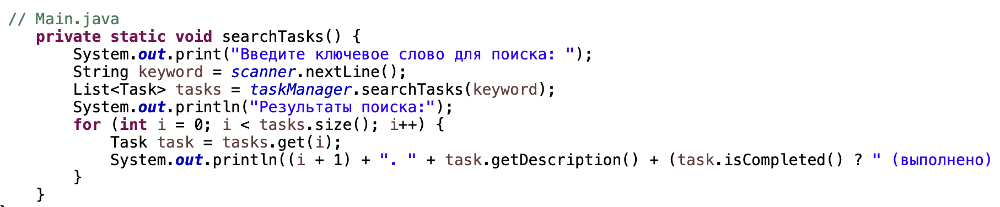 // Main.java
private static void searchTasks() {
System.out.print("Введите ключевое слово для поиска: ");
String keyword = scanner.nextLine();
List<Task> tasks = taskManager.searchTasks(keyword);
System.out.println("Результаты поиска:");
for (int i = 0; i < tasks.size(); i++) {
Task task = tasks.get(i);
System.out.println((i + 1) + ". " + task.getDescription() + (task.isCompleted() ? " (выполнено)
}
}